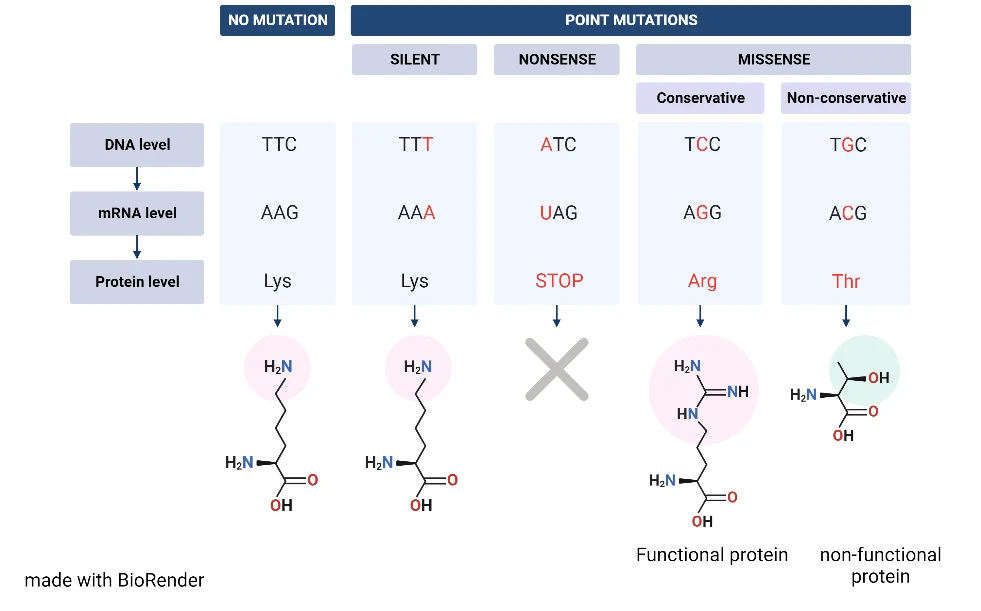 NO MUTATION
POINT MUTATIONS
SILENT
NONSENSE
MISSENSE
Conservative
Non-conservative
DNA level
TTC
TTT
ATC
TCC
TGC
mRNA level
AAG
AAA
UAG
AGG
ACG
Protein level
Lys
Lys
STOP
Arg
Thr
H₂N
H₂N
O
OH
H₂N
H₂N
O
OH
H₂N
NH
HN
H₂N
O
OH
OH
H₂N
O
OH
Functional protein
non-functional
protein
made with BioRender